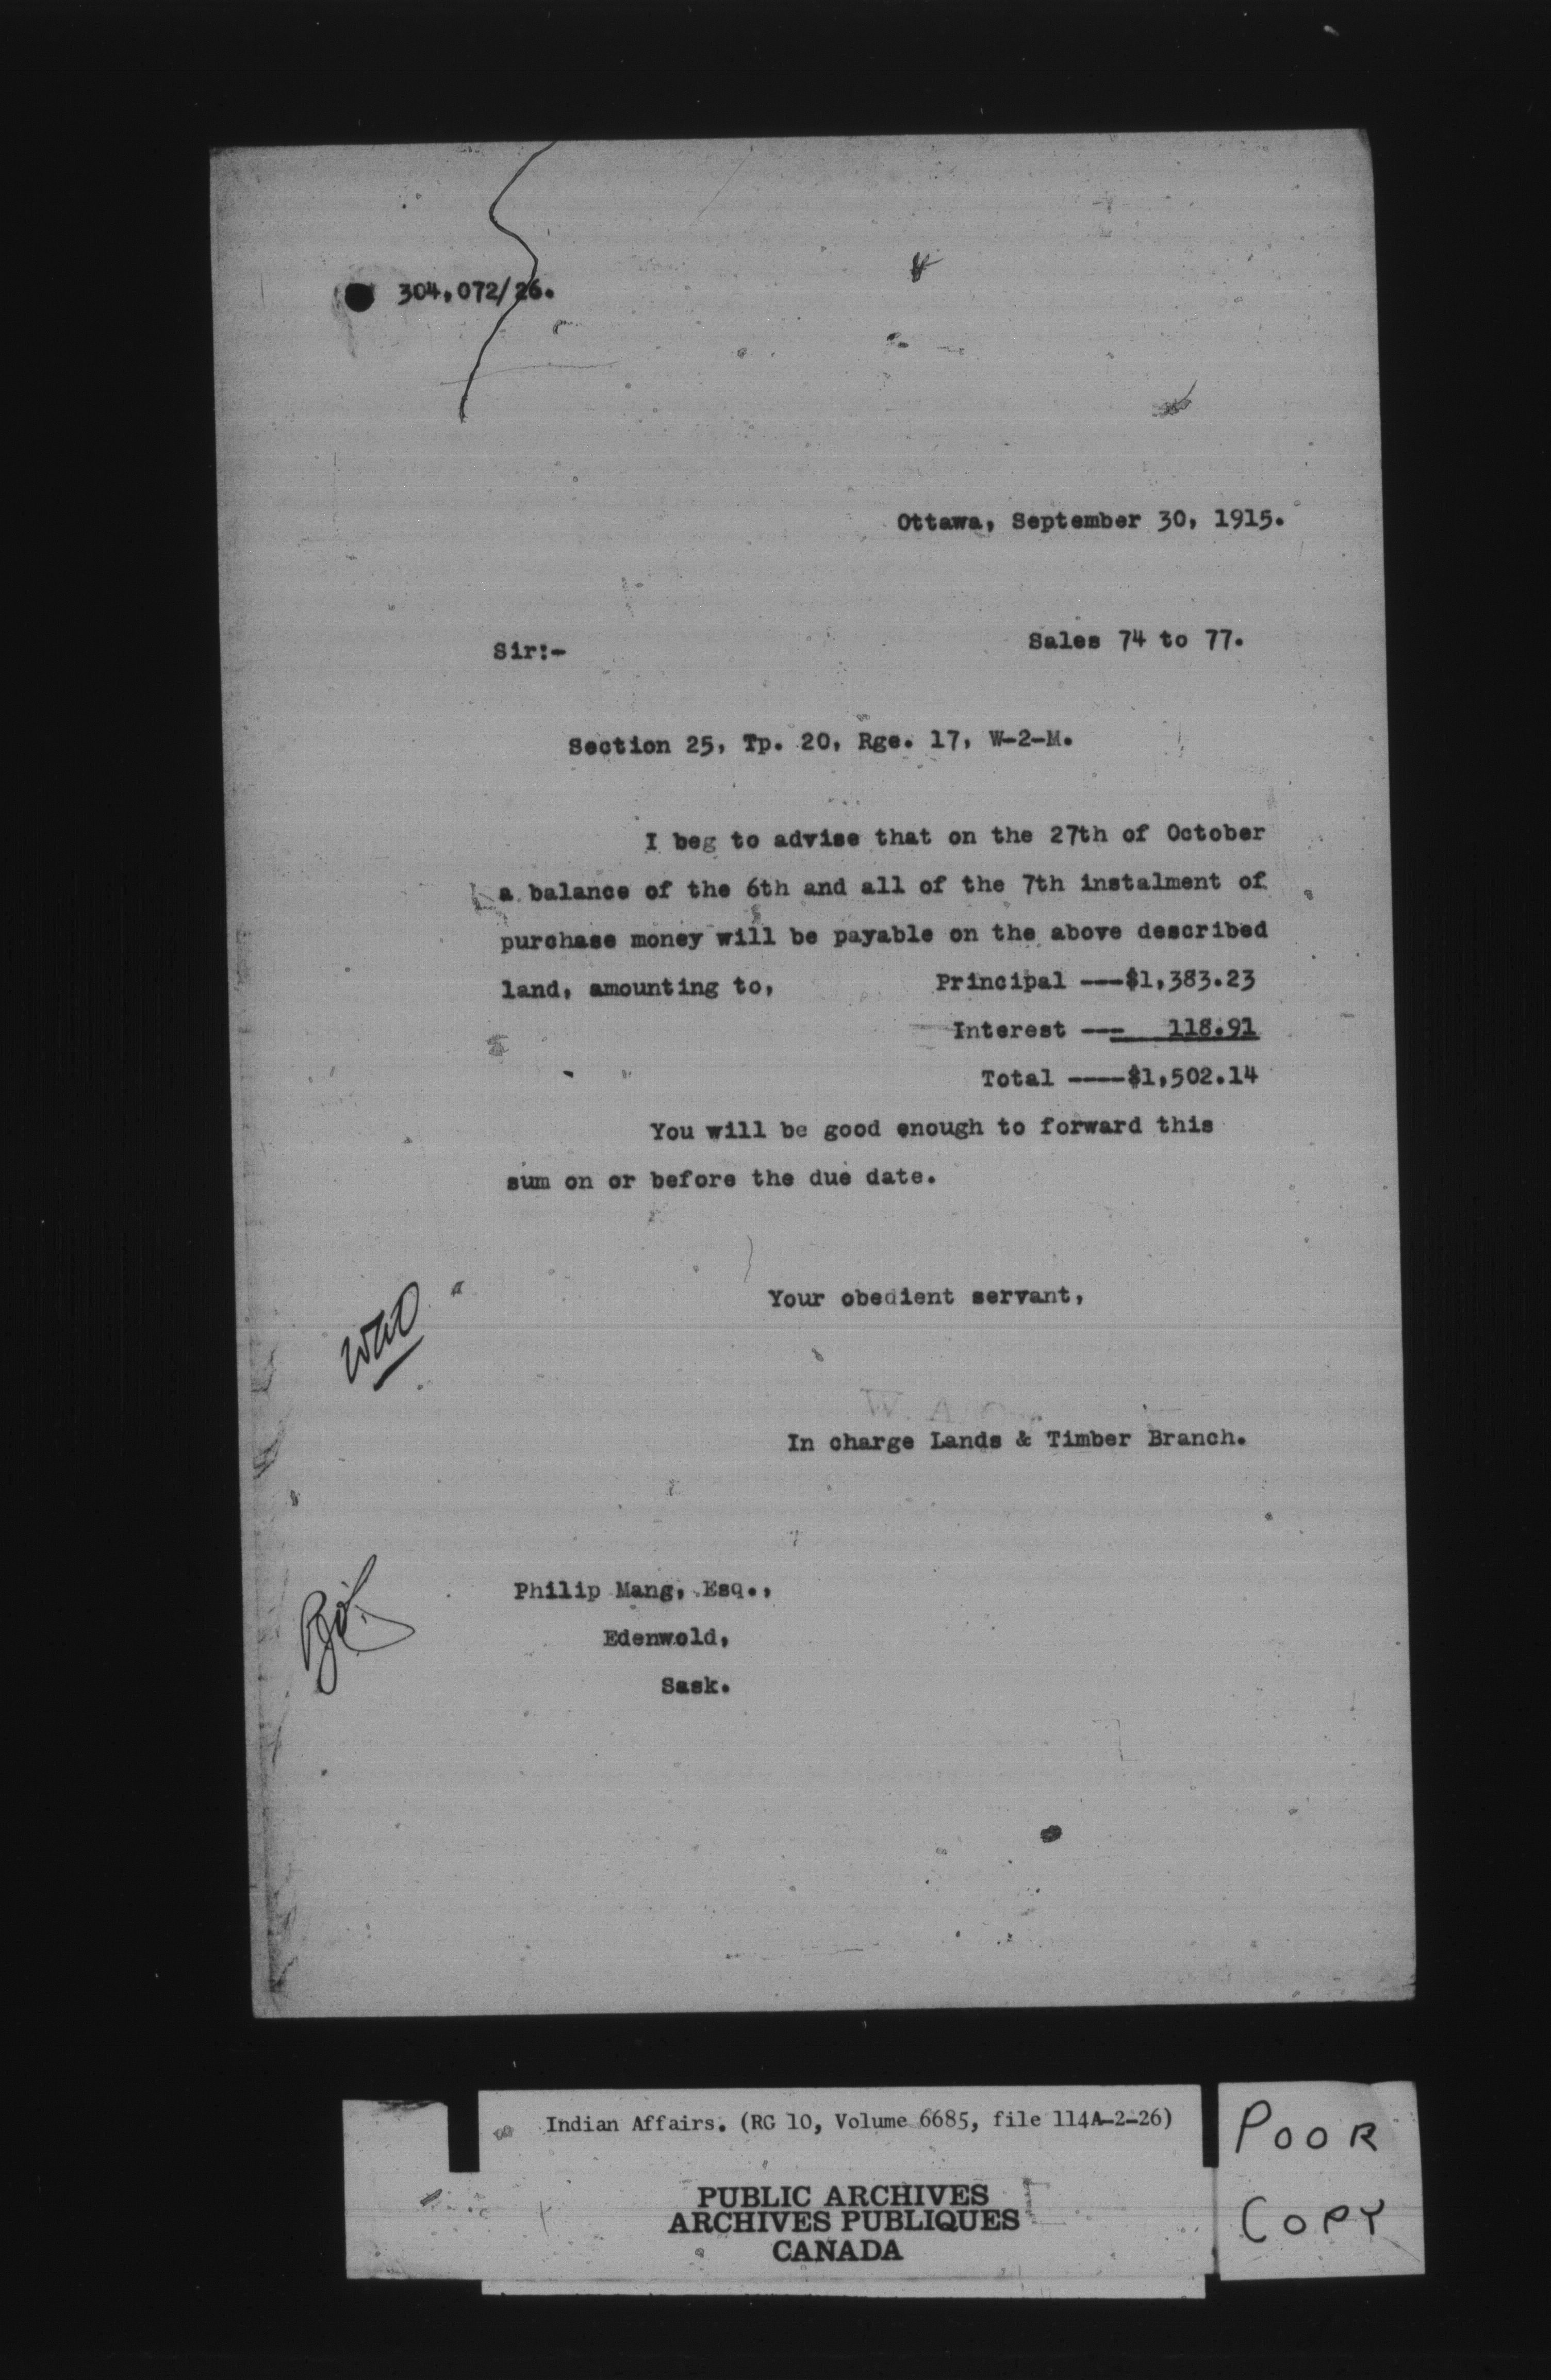 304,072/26.
Ottawa, September 30, 1915.
Sir:-
Sales 74 to 77.
Section 25, Tp. 20, Rge. 17, W-2-M.
I beg to advise that on the 27th of October
a balance of the 6th and all of the 7th instalment of
purchase money will be payable on the above described
land, amounting to, Principal ---$1,383.23
Interest --- 118.91
Total ----$1,502.14
You will be good enough to forward this
sum on or before the due date.
Your obedient servant,
W. A.
In charge Lands & Timber Branch.
Philip Mang, Esq.,
Edenwold,
Sask.
Indian Affairs. (RG 10, Volume 6685, file 114A-2-26)
PUBLIC ARCHIVES
ARCHIVES PUBLIQUES
CANADA
POOR
COPY